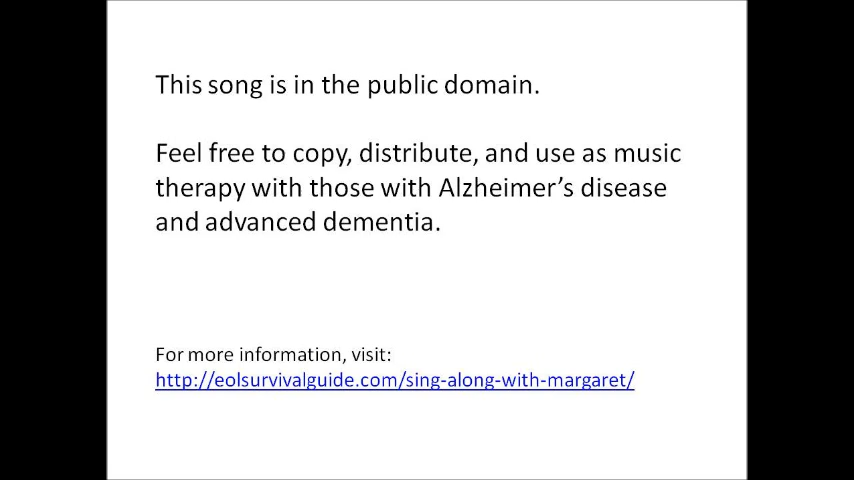 This song is in the public domain.
Feel free to copy, distribute, and use as music
therapy with those with Alzheimer’s disease
and advanced dementia.
For more information, visit:
http://eolsurvivalguide.com/sing-along-with-margaret/